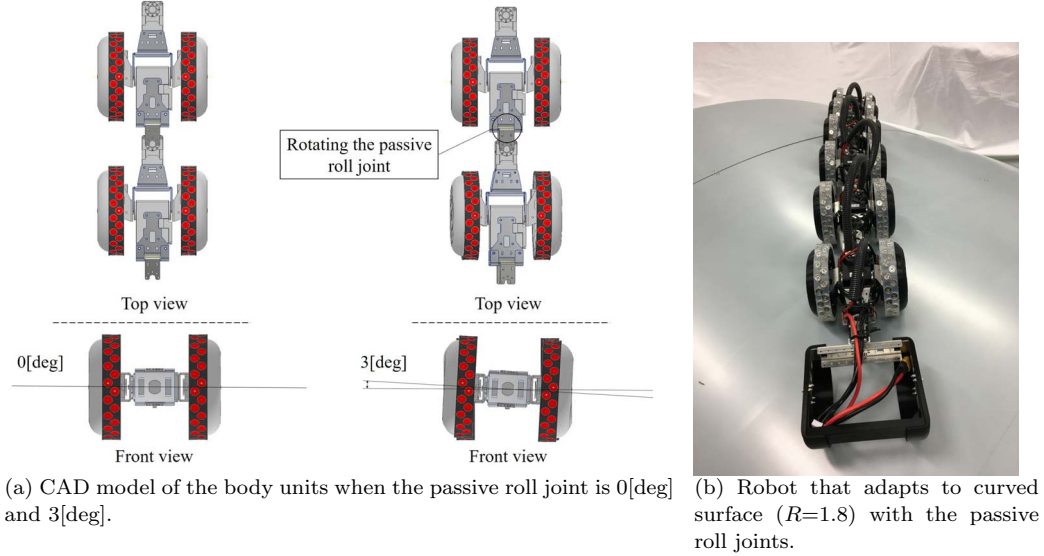 Rotating the passive
roll joint
Top view
Top view
0[deg]
3[deg]
Front view
Front view
(a) CAD model of the body units when the passive roll joint is 0[deg]
and 3[deg].
(b) Robot that adapts to curved
surface (R=1.8) with the passive
roll joints.